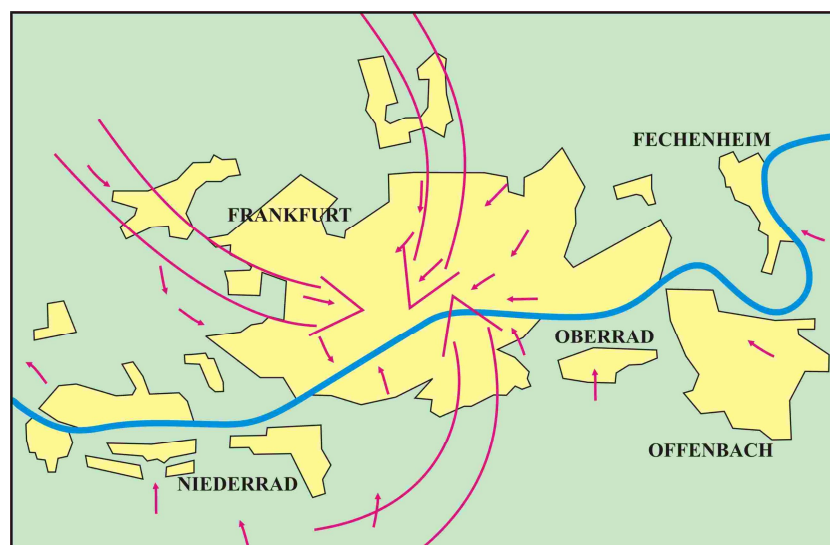 FECHENHEIM
FRANKFURT
OBERRAD
OFFENBACH
NIEDERRAD